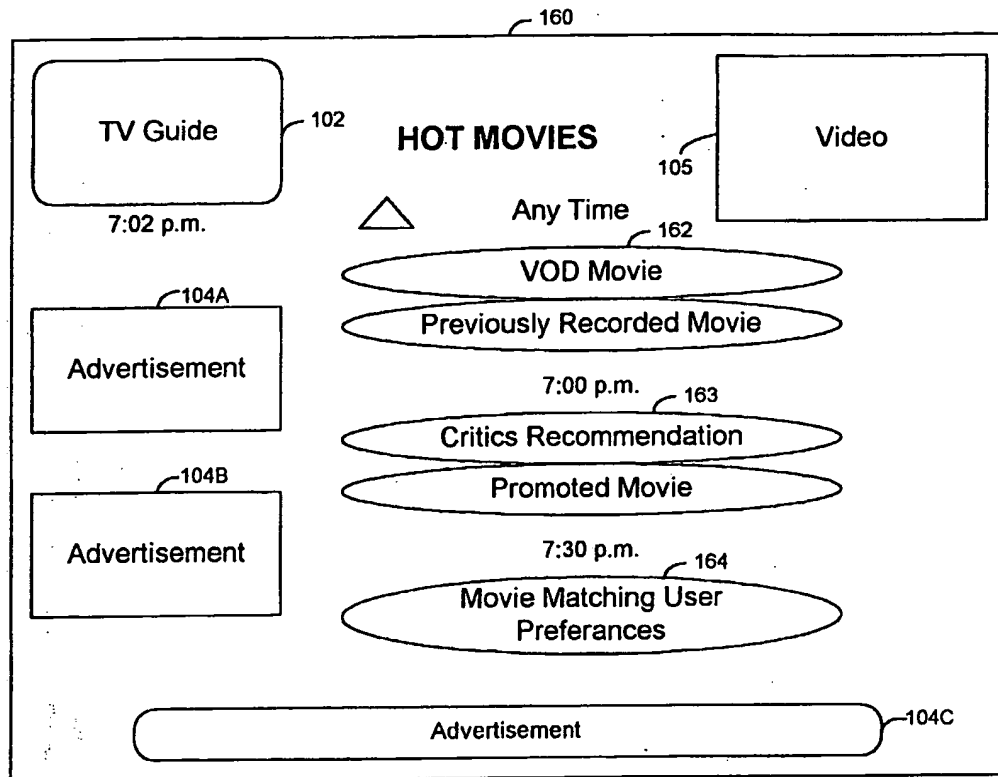 160
TV Guide
102
HOT MOVIES
105
Video
7:02 p.m.
Any Time
162
VOD Movie
Previously Recorded Movie
104A
Advertisement
7:00 p.m.
163
Critics Recommendation
Promoted Movie
104B
Advertisement
7:30 p.m.
164
Movie Matching User
Preferances
Advertisement
104C